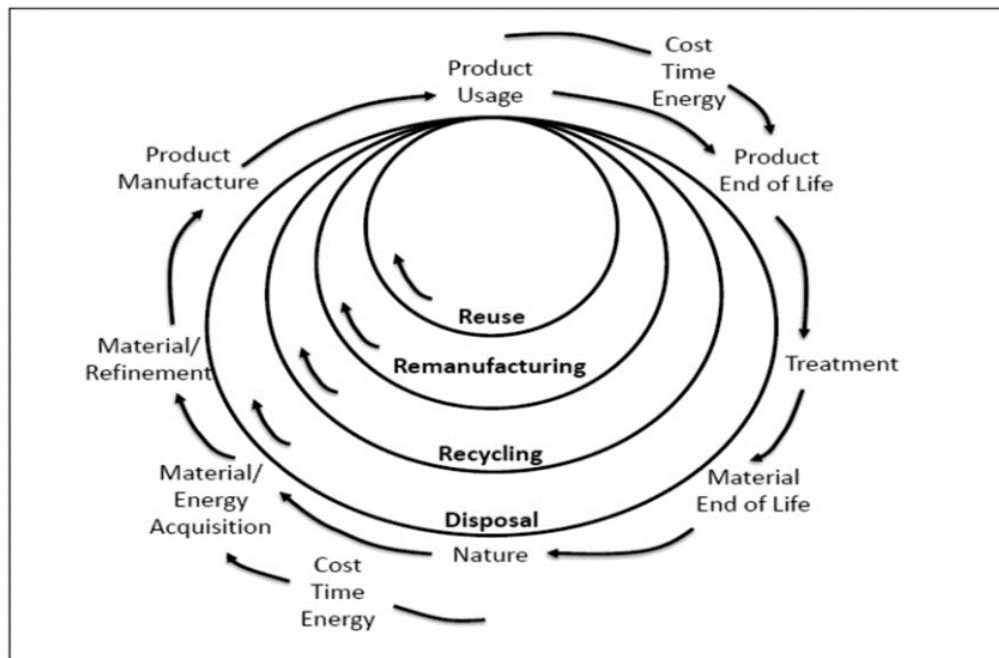 Cost
Time
Energy
Product
Usage
Product
End of Life
Product
Manufacture
Reuse
Material/
Refinement
Remanufacturing
Treatment
Recycling
Material/
Energy
Acquisition
Material
End of Life
Disposal
Nature
Cost
Time
Energy